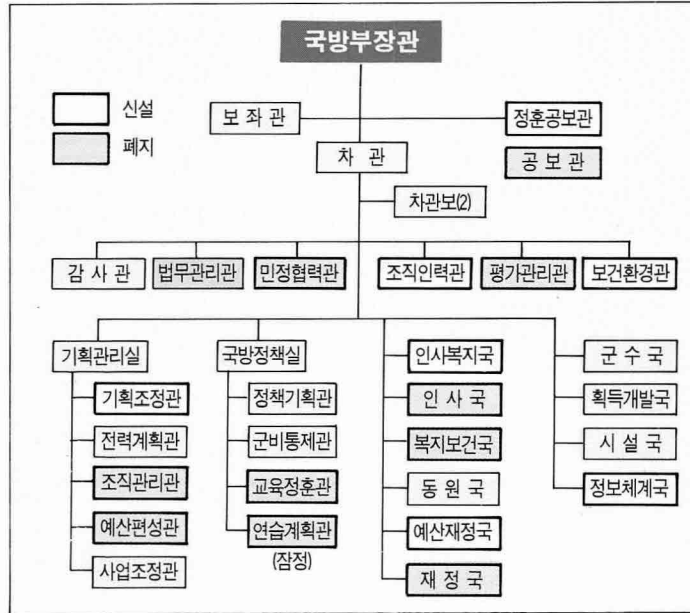 국방부장관
신설
폐지
보 좌 관
정훈공보관
차 관
공 보 관
차관보(2)
감 사 관
법무관리관
민정협력관
조직인력관
평가관리관
보건환경관
기획관리실
기획조정관
전력계획관
조직관리관
예산편성관
사업조정관
국방정책실
정책기획관
군비통제관
교육정훈관
연습계획관
(잠정)
인사복지국
인 사 국
복지보건국
동 원 국
예산재정국
재 정 국
군 수 국
획득개발국
시 설 국
정보체계국